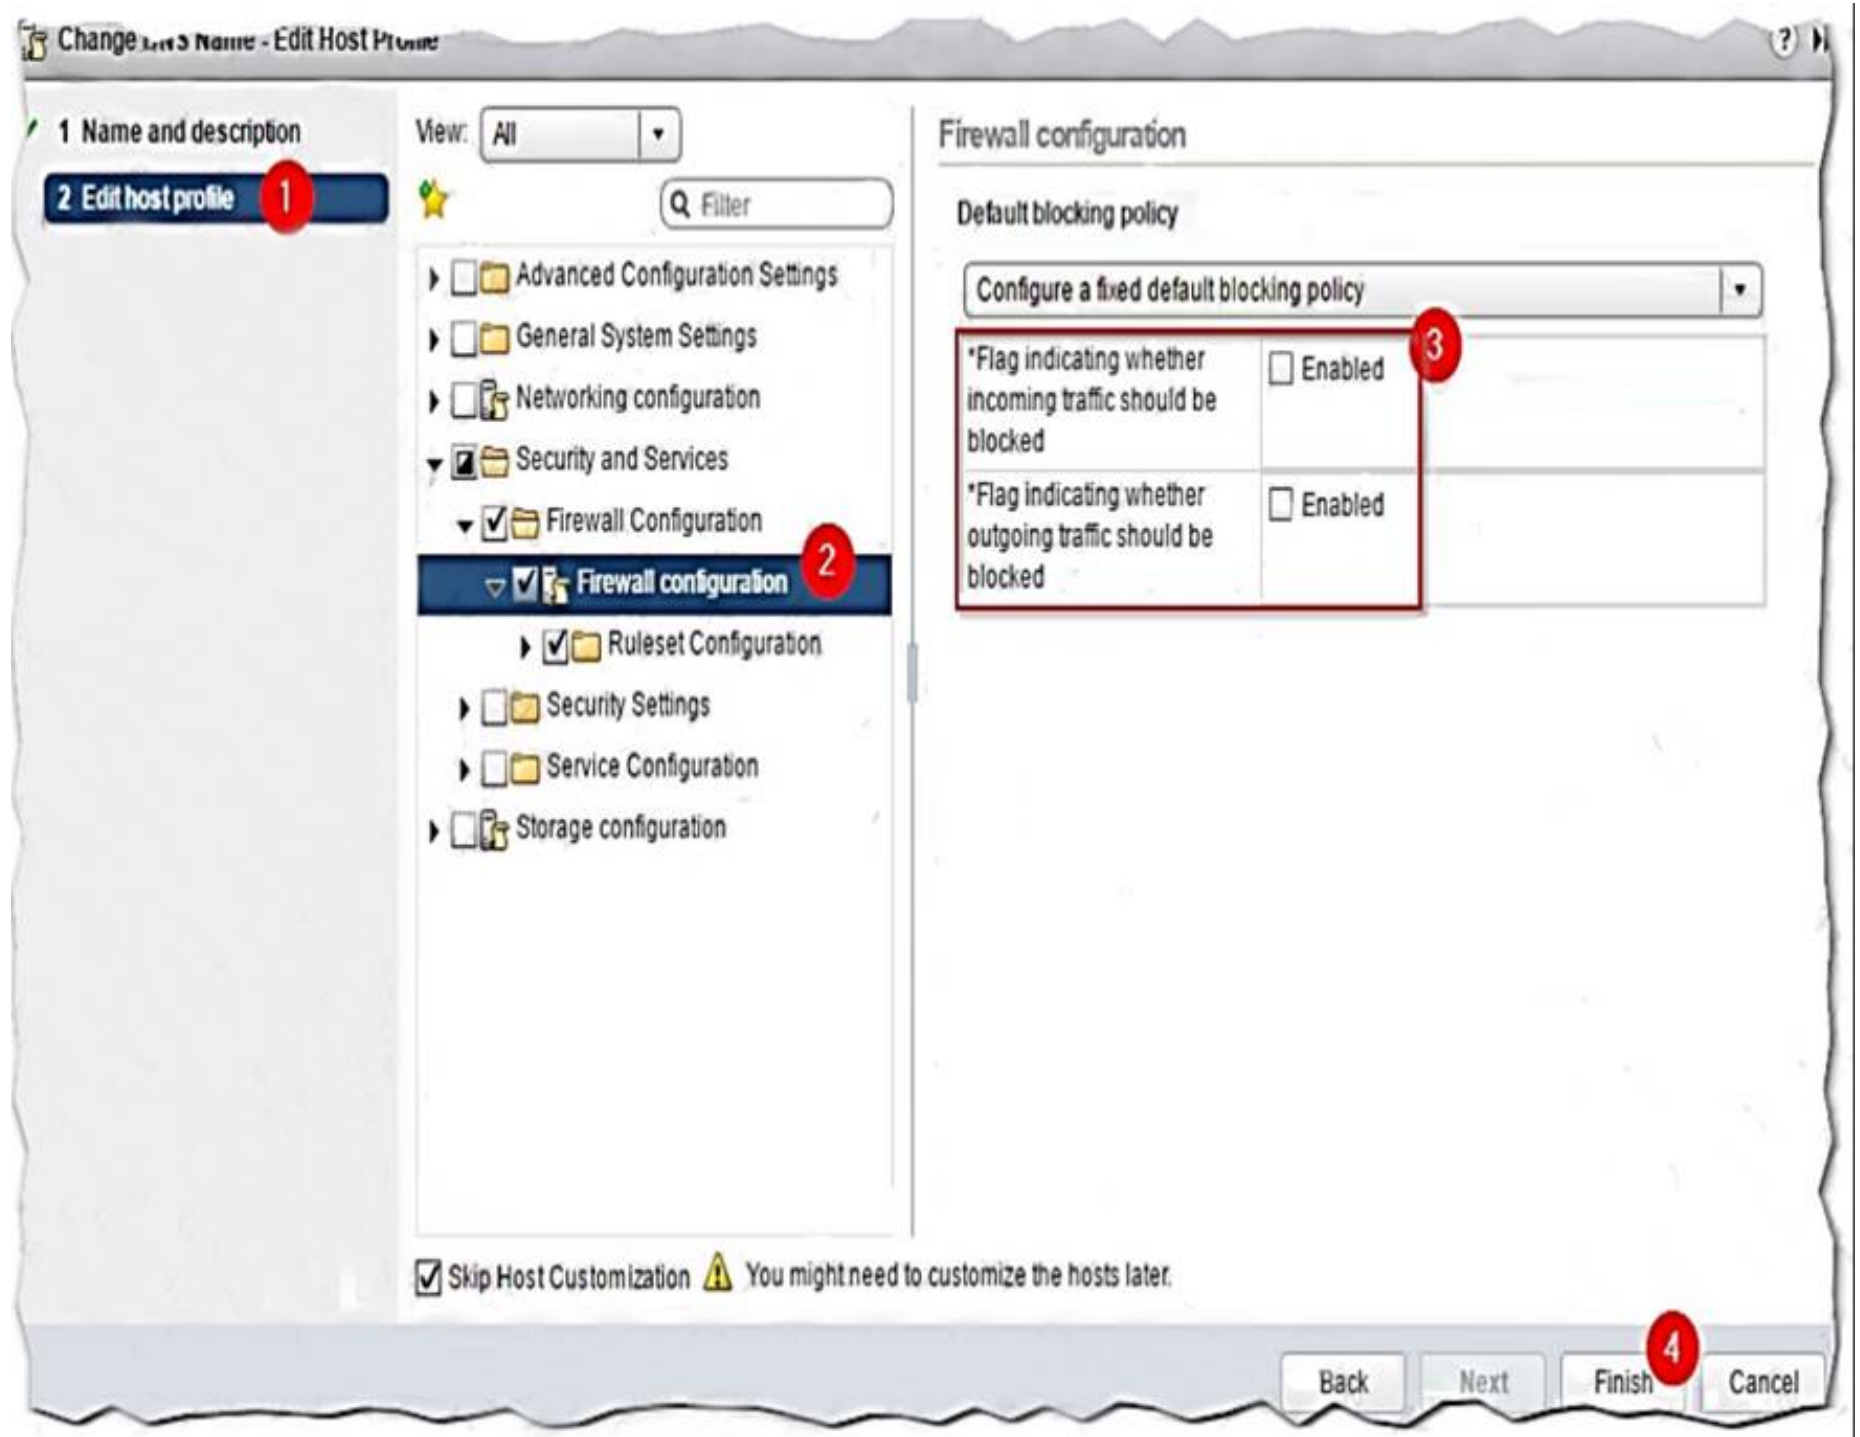 Change DNS Name - Edit Host Profile
?
1 Name and description
2 Edit host profile
1
View: All
Filter
Advanced Configuration Settings
General System Settings
Networking configuration
Security and Services
Firewall Configuration
Firewall configuration
2
Ruleset Configuration
Security Settings
Service Configuration
Storage configuration
Firewall configuration
Default blocking policy
Configure a fixed default blocking policy
3
*Flag indicating whether
incoming traffic should be
blocked
Enabled
*Flag indicating whether
outgoing traffic should be
blocked
Enabled
Skip Host Customization
You might need to customize the hosts later.
4
Back
Next
Finish
Cancel